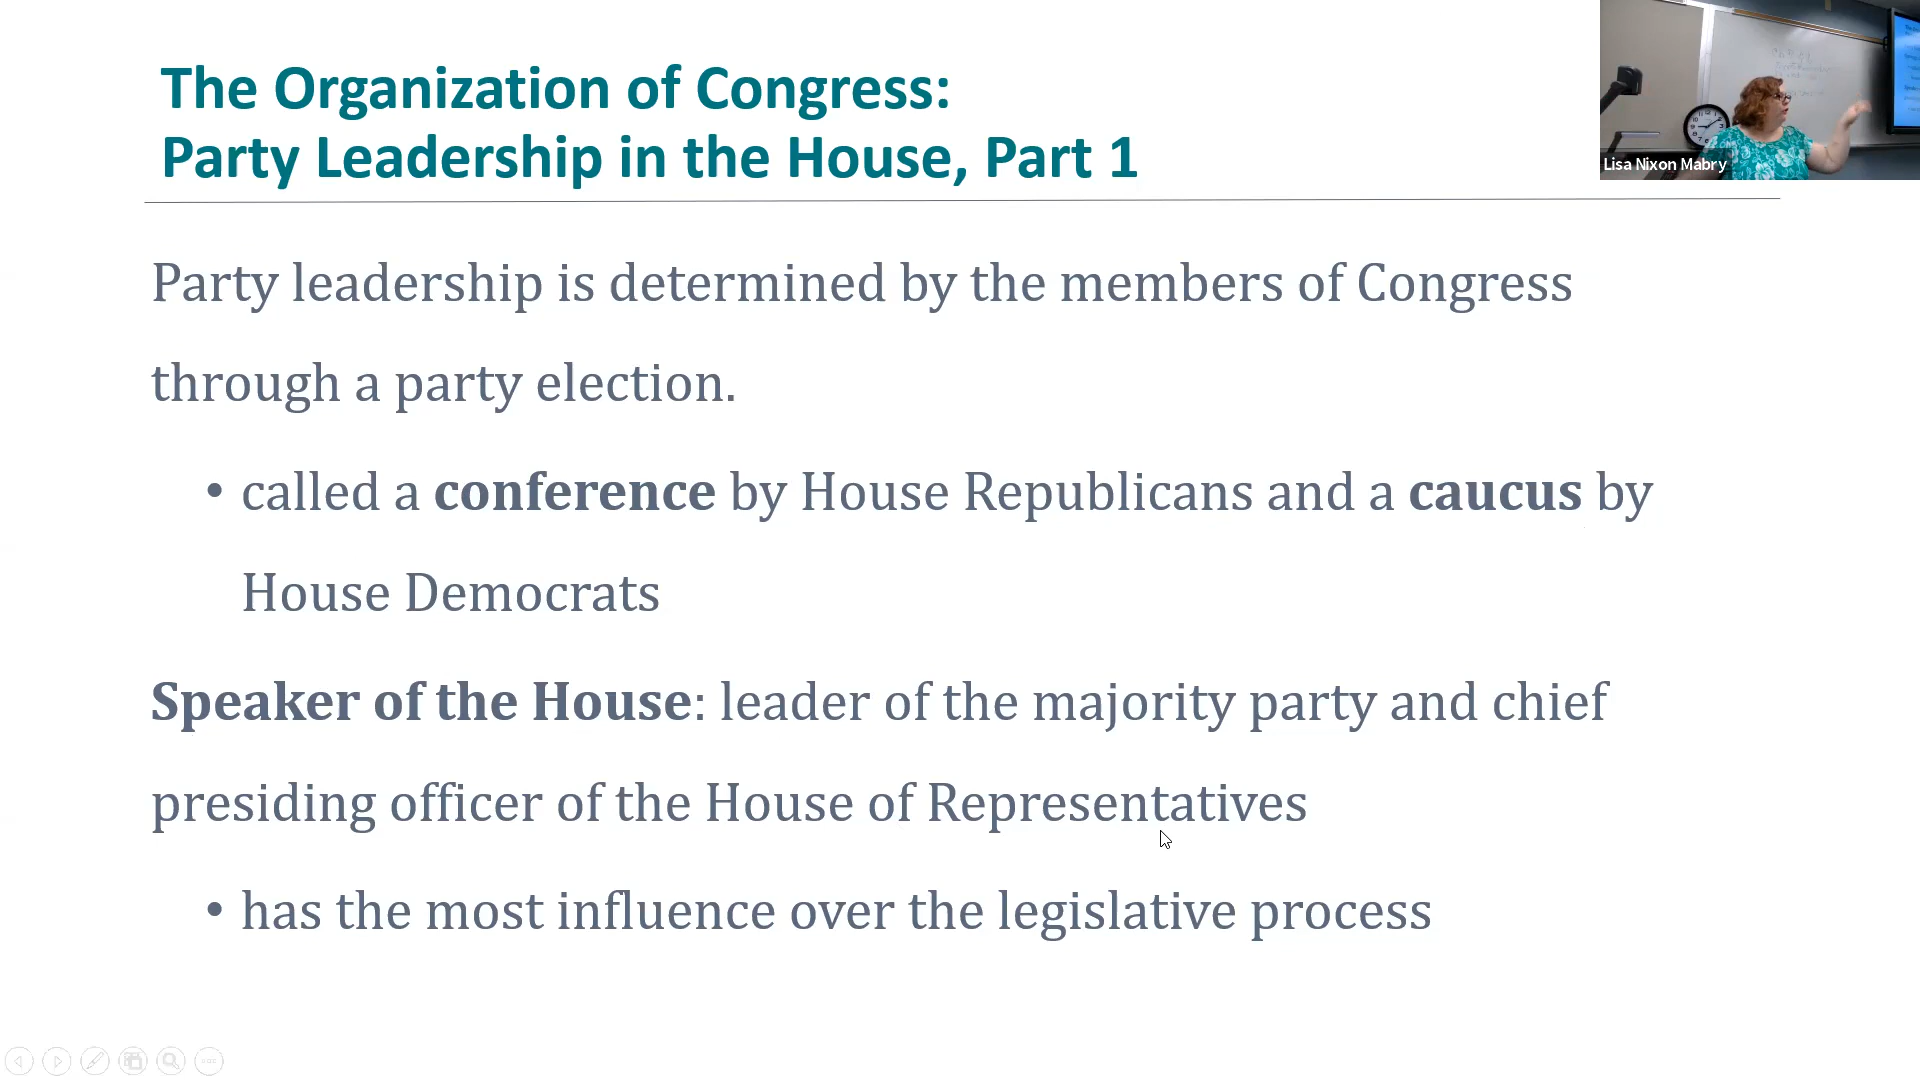 The Organization of Congress:
Party Leadership in the House, Part 1
Lisa Nixon Mabry
Party leadership is determined by the members of Congress
through a party election.
• called a conference by House Republicans and a caucus by
House Democrats
Speaker of the House: leader of the majority party and chief
presiding officer of the House of Representatives
• has the most influence over the legislative process